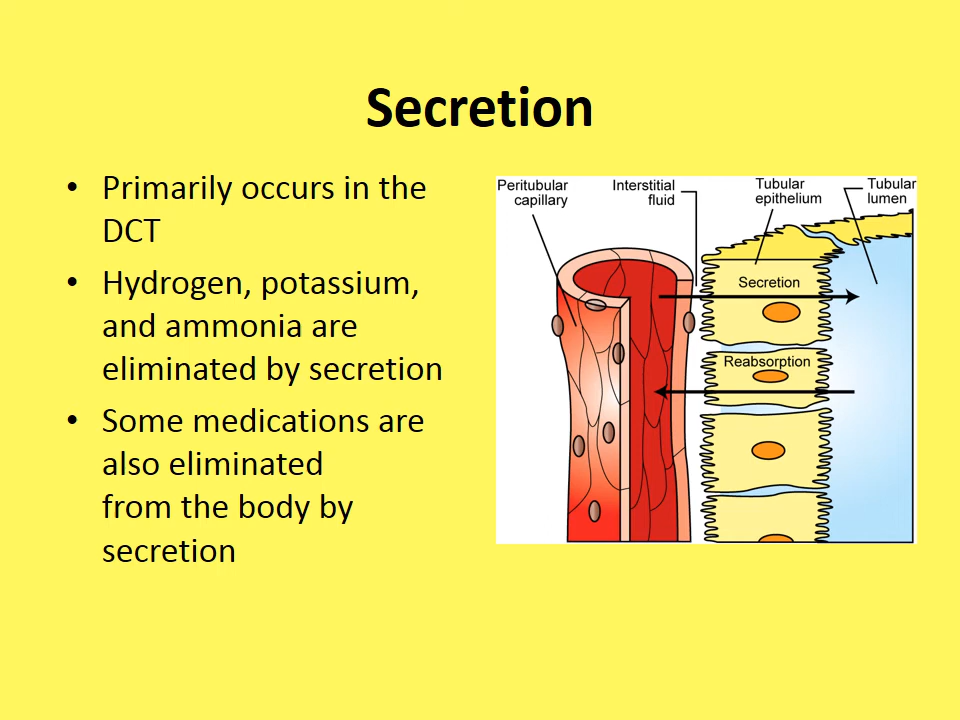 Secretion
• Primarily occurs in the
DCT
• Hydrogen, potassium,
and ammonia are
eliminated by secretion
• Some medications are
also eliminated
from the body by
secretion
Peritubular
capillary
Interstitial
fluid
Tubular
epithelium
Tubular
lumen
Secretion
Reabsorption